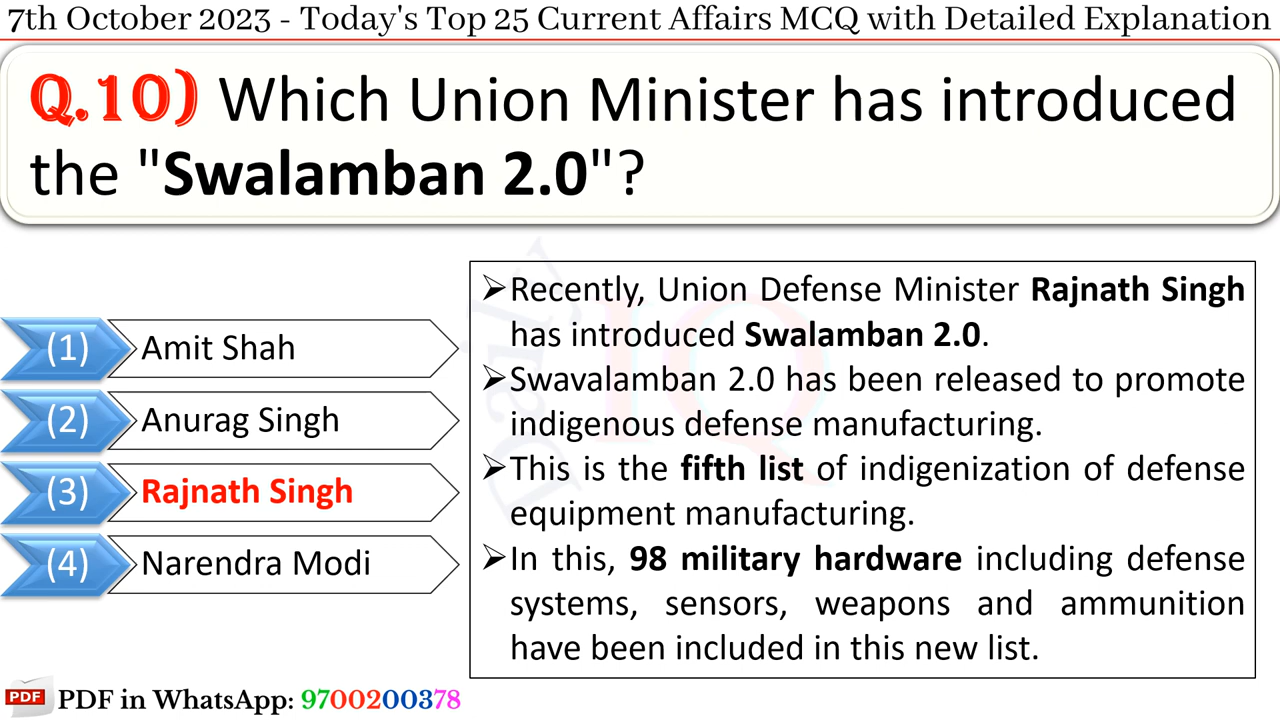 7th October 2023 - Today's Top 25 Current Affairs MCQ with Detailed Explanation
Q.10) Which Union Minister has introduced
the "Swalamban 2.0"?
(1) Amit Shah
(2) Anurag Singh
(3) Rajnath Singh
(4) Narendra Modi
➢Recently, Union Defense Minister Rajnath Singh
has introduced Swalamban 2.0.
➢Swavalamban 2.0 has been released to promote
indigenous defense manufacturing.
➢This is the fifth list of indigenization of defense
equipment manufacturing.
➢In this, 98 military hardware including defense
systems, sensors, weapons and ammunition
have been included in this new list.
Daily
IQ
PDF PDF in WhatsApp: 9700200378